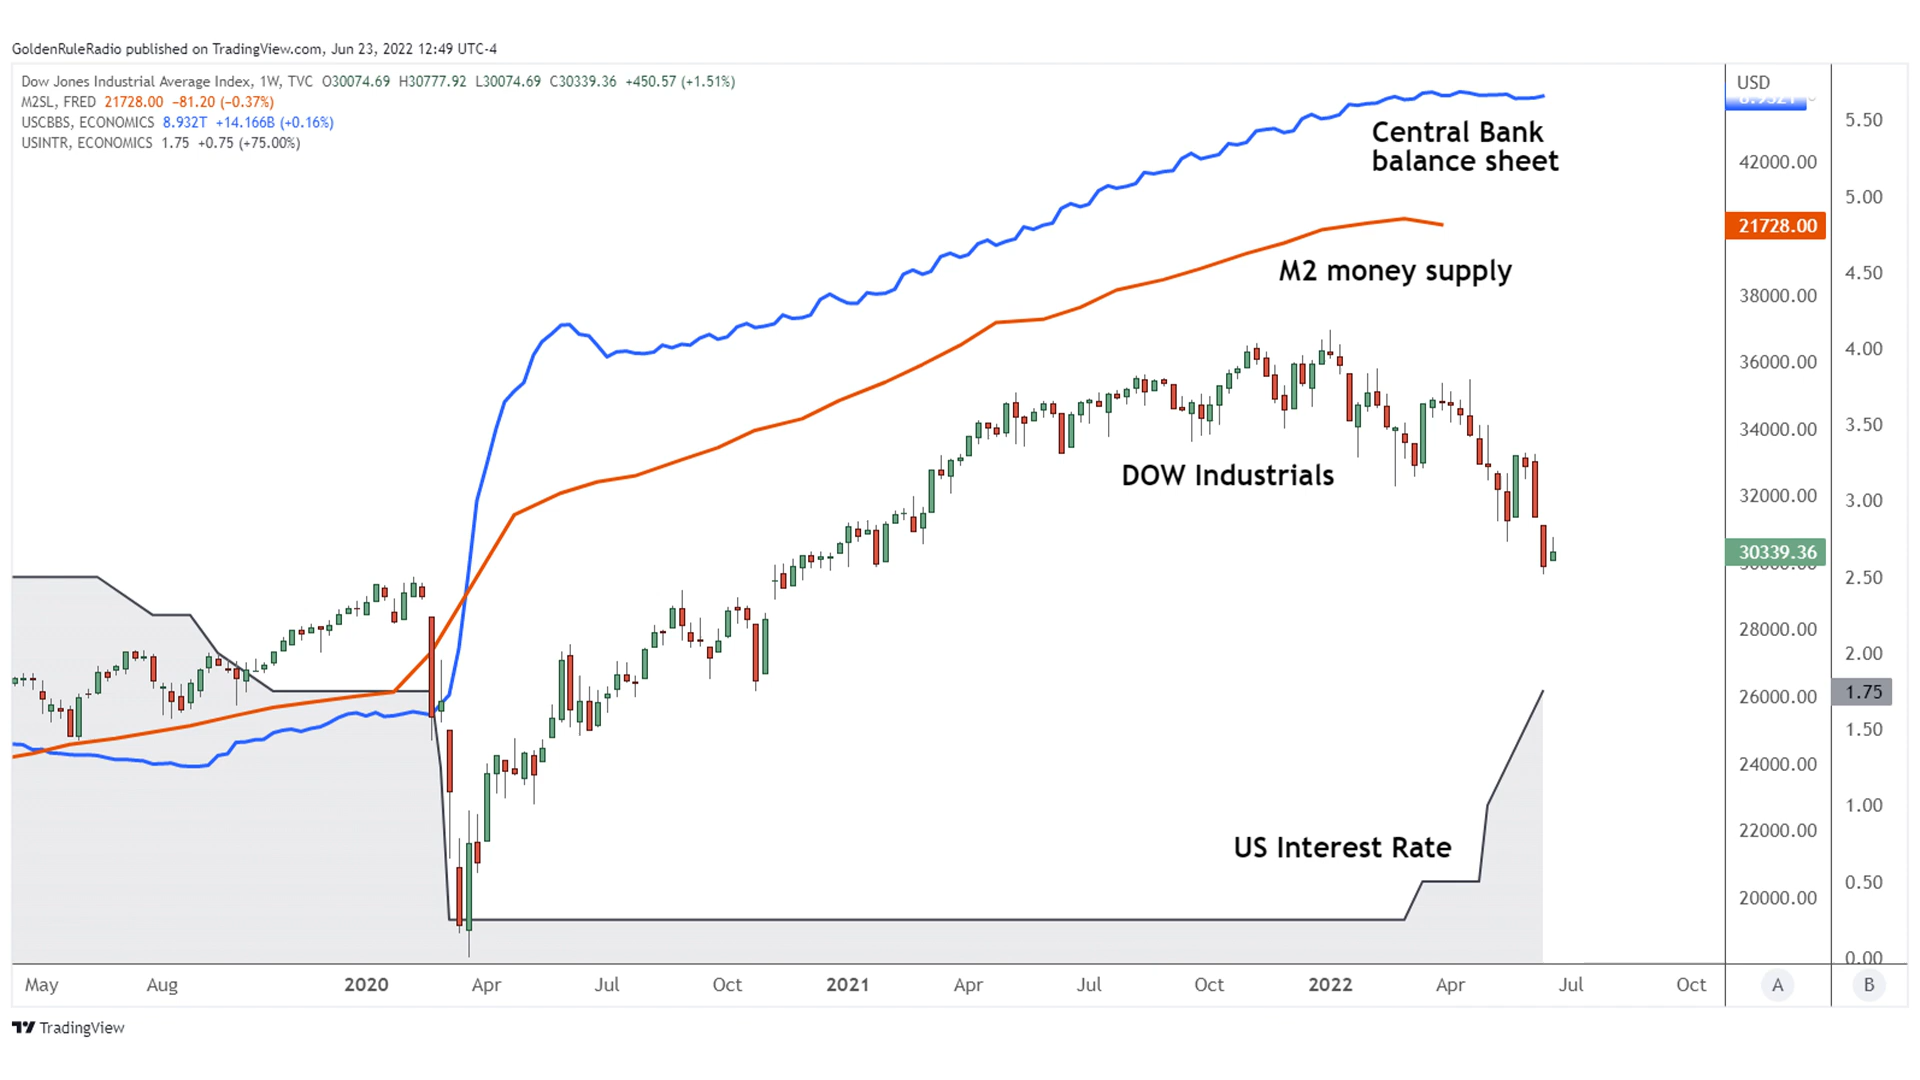 GoldenRuleRadio published on TradingView.com, Jun 23, 2022 12:49 UTC-4
Dow Jones Industrial Average Index, 1W, TVC O30074.69 H30777.92 L30074.69 C30339.36 +450.57 (+1.51%)
M2SL, FRED 21728.00 −81.20 (−0.37%)
USCBBS, ECONOMICS 8.932T +14.166B (+0.16%)
USINTR, ECONOMICS 1.75 +0.75 (+75.00%)
USD
8.932T
5.50
Central Bank
balance sheet
42000.00
5.00
21728.00
M2 money supply
4.50
38000.00
4.00
36000.00
3.50
34000.00
DOW Industrials
32000.00
3.00
30339.36
30000.00
2.50
28000.00
2.00
26000.00
1.75
1.50
24000.00
1.00
22000.00
US Interest Rate
0.50
20000.00
0.00
May Aug 2020 Apr Jul Oct 2021 Apr Jul Oct 2022 Apr Jul Oct A B
TradingView